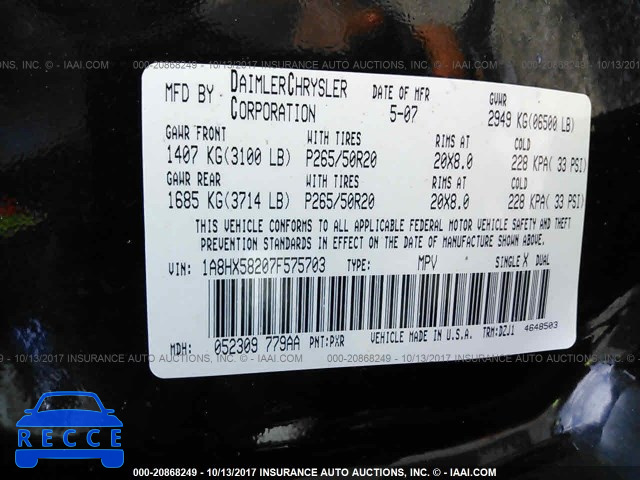 000-20868249 - 10/13/2017 INSURANCE AUTO AUCTIONS, INC. - © IAAI.COM
MFD BY DAIMLERCHRYSLER CORPORATION
DATE OF MFR
5-07
GVWR
2949 KG(06500 LB)
GAWR FRONT WITH TIRES RIMS AT COLD
1407 KG(3100 LB) P265/50R20 20X8.0 228 KPA( 33 PSI)
GAWR REAR WITH TIRES RIMS AT COLD
1685 KG(3714 LB) P265/50R20 20X8.0 228 KPA( 33 PSI)
THIS VEHICLE CONFORMS TO ALL APPLICABLE FEDERAL MOTOR VEHICLE SAFETY AND THEFT
PREVENTION STANDARDS IN EFFECT ON THE DATE OF MANUFACTURE SHOWN ABOVE.
VIN: 1A8HX58207F575703 TYPE: MPV SINGLE X DUAL
MDH: 052309 779AA PNT:PXR VEHICLE MADE IN U.S.A. TRM:DZJ1 4648503
000-20868249 - 10/13/2017 INSURANCE AUTO AUCTIONS, INC. - © IAAI.COM
RECCE
000-20868249 - 10/13/2017 INSURANCE AUTO AUCTIONS, INC. - © IAAI.COM